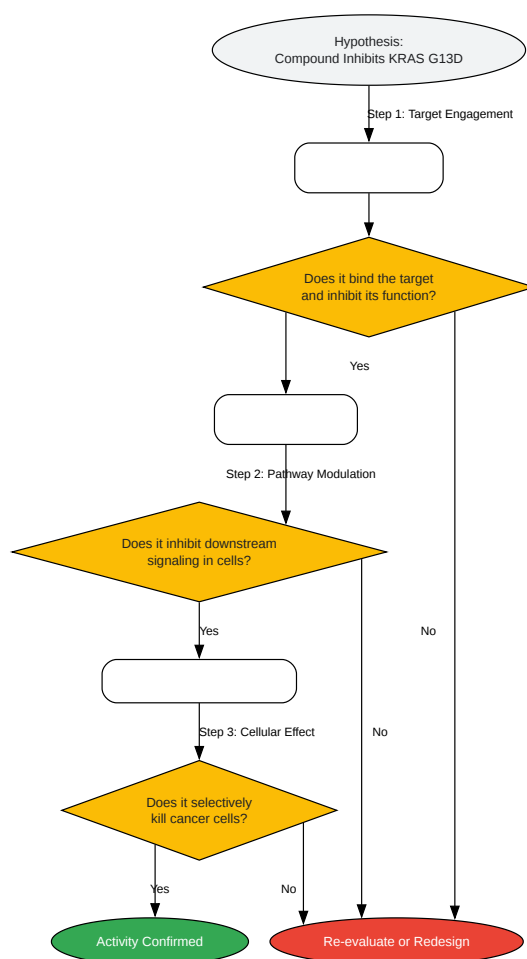 Hypothesis:
Compound Inhibits KRAS G13D
Step 1: Target Engagement
Does it bind the target
and inhibit its function?
Yes
Step 2: Pathway Modulation
Does it inhibit downstream
signaling in cells?
Yes
No
Step 3: Cellular Effect
No
Does it selectively
kill cancer cells?
Yes
No
Activity Confirmed
Re-evaluate or Redesign